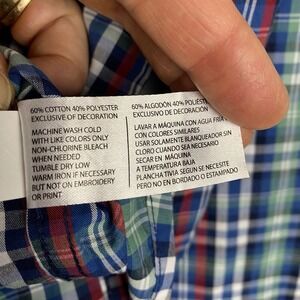 60% COTTON 40% POLYESTER
EXCLUSIVE OF DECORATION
MACHINE WASH COLD
WITH LIKE COLORS ONLY
NON-CHLORINE BLEACH
WHEN NEEDED
TUMBLE DRY LOW
WARM IRON IF NECESSARY
BUT NOT ON EMBROIDERY
OR PRINT
60% ALGODÓN 40% POLIESTER
EXCLUSIVO DE DECORACIÓN
LAVAR A MÁQUINA CON AGUA FRIA
CON COLORES SIMILARES
USAR SOLAMENTE BLANQUEADOR SIN
CLORO CUANDO SEA NECESARIO
SECAR EN MÁQUINA
A TEMPERATURA BAJA
PLANCHA TIVIA SEGUN SE NECESITE
PERO NO EN BORDADO O ESTAMPADO